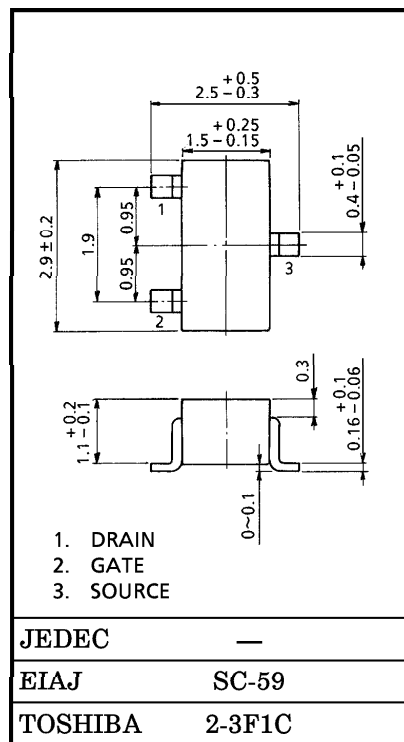 +0.5
2.5 – 0.3
+0.25
1.5 – 0.15
2.9 ± 0.2
1.9
0.95
0.95
1
2
3
+0.1
0.4 – 0.05
+0.2
1.1 – 0.1
0.3
+0.1
0.16 – 0.06
0~0.1
1. DRAIN
2. GATE
3. SOURCE
JEDEC —
EIAJ SC-59
TOSHIBA 2-3F1C